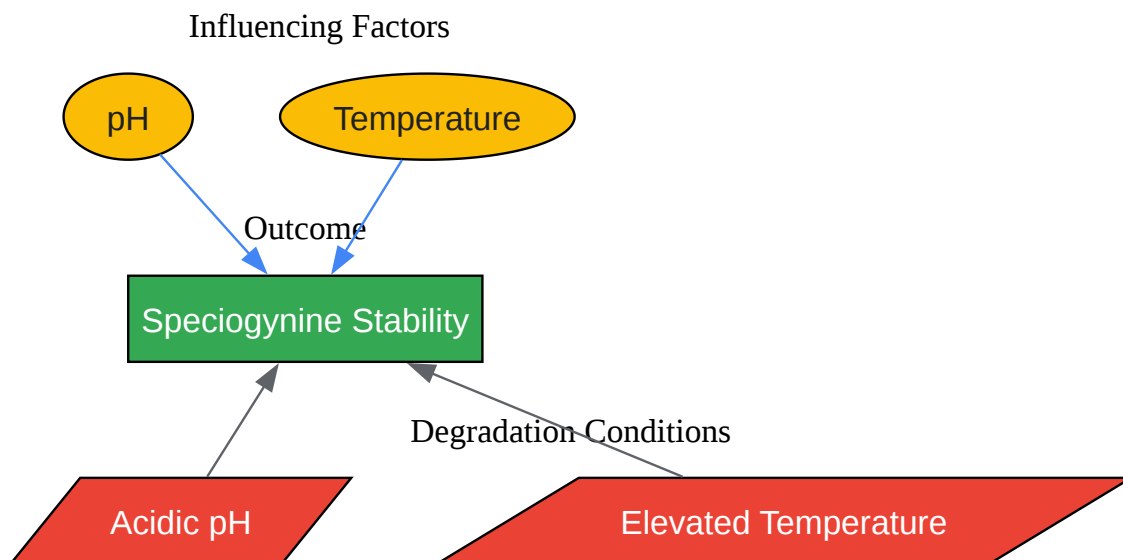 Influencing Factors
pH
Temperature
Outcome
Speciogynine Stability
Degradation Conditions
Acidic pH
Elevated Temperature